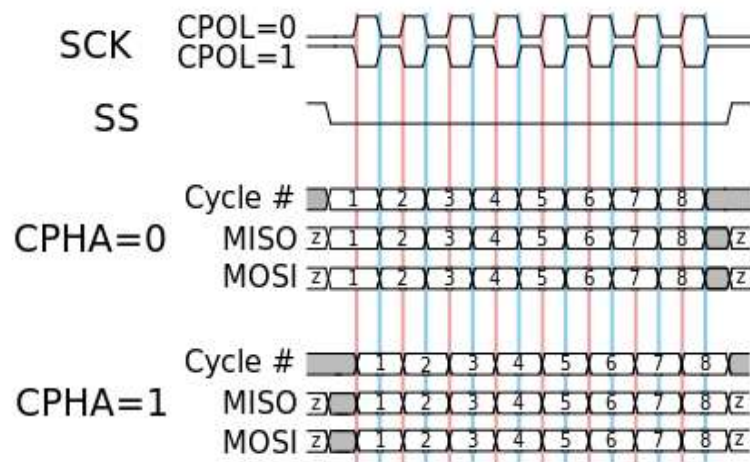 SCK CPOL=0
CPOL=1
SS
Cycle # 1 2 3 4 5 6 7 8
CPHA=0 MISO z 1 2 3 4 5 6 7 8 z
MOSI z 1 2 3 4 5 6 7 8 z
Cycle # 1 2 3 4 5 6 7 8
CPHA=1 MISO z 1 2 3 4 5 6 7 8 z
MOSI z 1 2 3 4 5 6 7 8 z